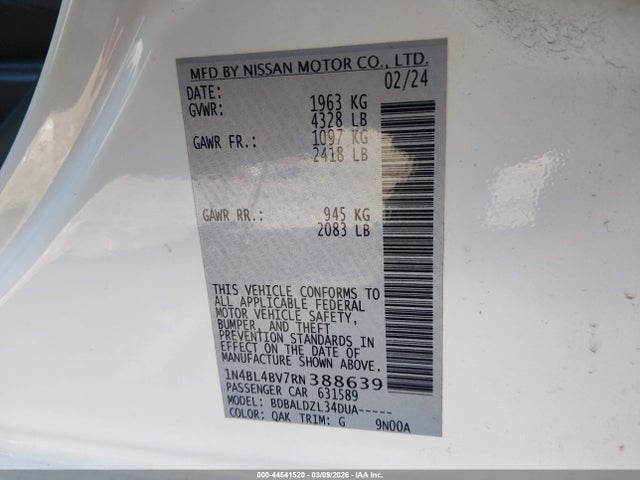 MFD BY NISSAN MOTOR CO., LTD.
DATE: 02/24
GVWR: 1963 KG
4328 LB
GAWR FR.: 1097 KG
2418 LB
GAWR RR.: 945 KG
2083 LB
THIS VEHICLE CONFORMS TO
ALL APPLICABLE FEDERAL
MOTOR VEHICLE SAFETY,
BUMPER, AND THEFT
PREVENTION STANDARDS IN
EFFECT ON THE DATE OF
MANUFACTURE SHOWN ABOVE.
1N4BL4BV7RN388639
PASSENGER CAR 631589
MODEL: BDBALDZL34DUA-----
COLOR: QAK TRIM: G 9N00A
000-44541520 - 03/09/2026 - IAAI.COM